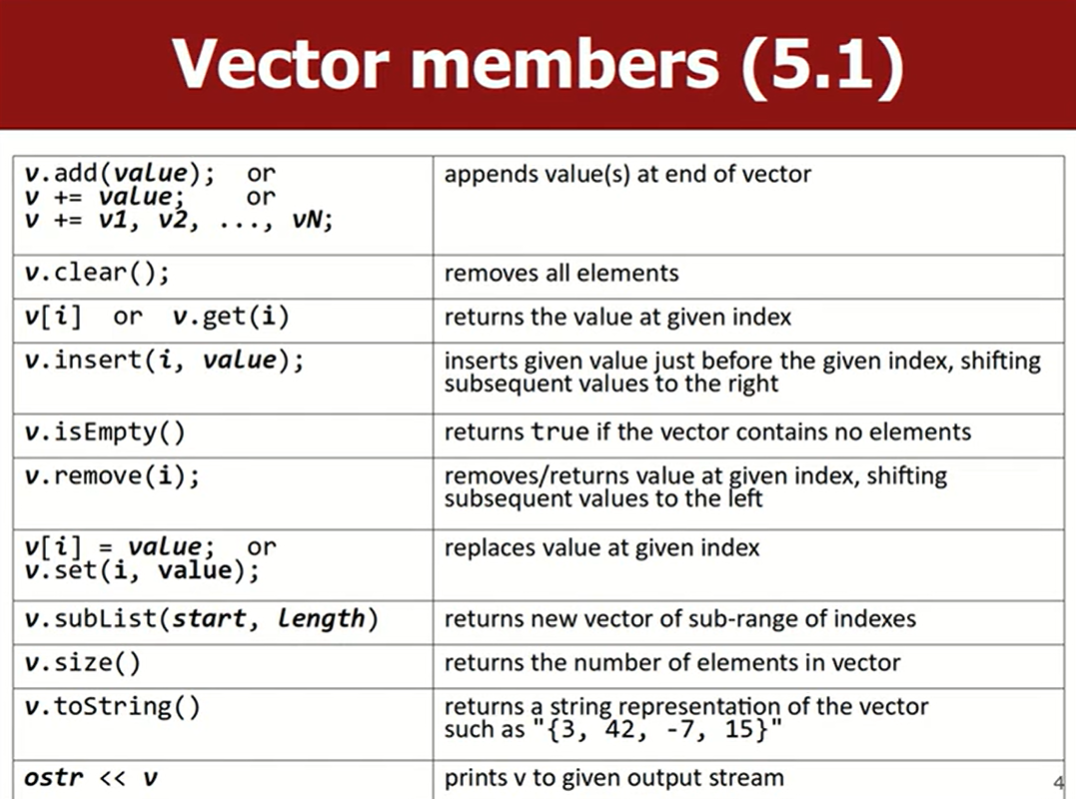 Vector members (5.1)
v.add(value);  or
v += value;    or
v += v1, v2, ..., vN;
appends value(s) at end of vector
v.clear();
removes all elements
v[i]  or  v.get(i)
returns the value at given index
v.insert(i, value);
inserts given value just before the given index, shifting
subsequent values to the right
v.isEmpty()
returns true if the vector contains no elements
v.remove(i);
removes/returns value at given index, shifting
subsequent values to the left
v[i] = value;  or
v.set(i, value);
replaces value at given index
v.subList(start, length)
returns new vector of sub-range of indexes
v.size()
returns the number of elements in vector
v.toString()
returns a string representation of the vector
such as "{3, 42, -7, 15}"
ostr << v
prints v to given output stream
4